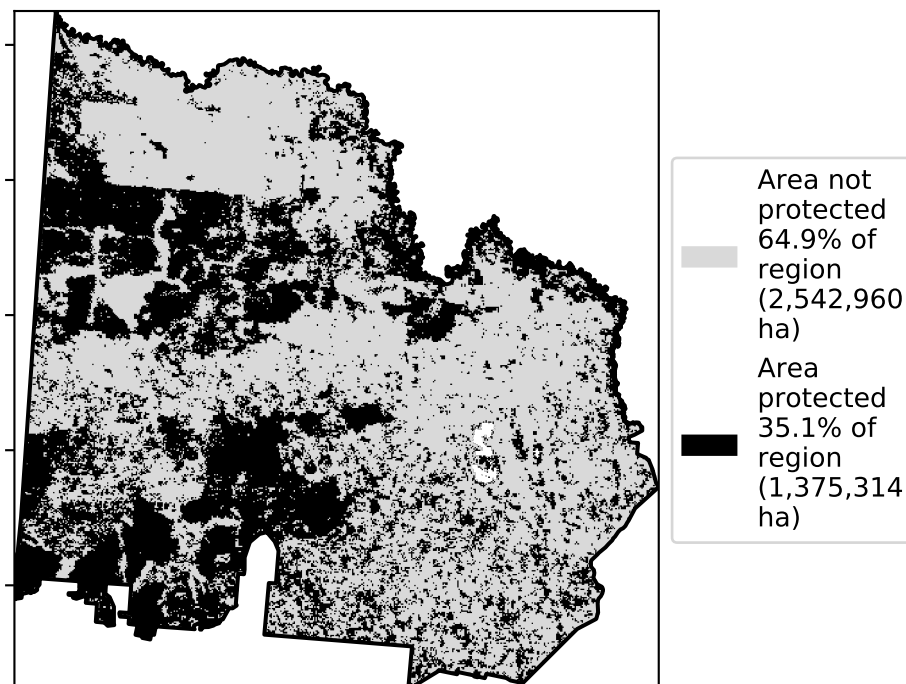 Area not
protected
64.9% of
region
(2,542,960
ha)
Area
protected
35.1% of
region
(1,375,314
ha)